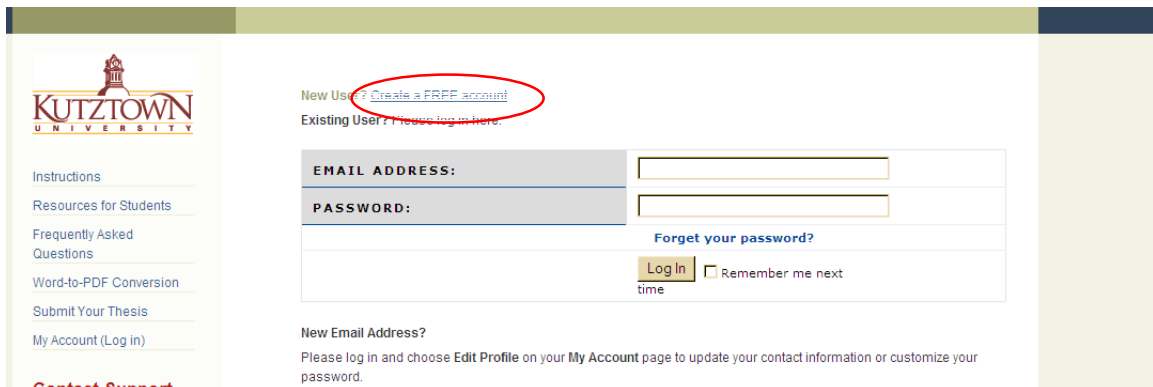 KUTZTOWN
UNIVERSITY
Instructions
Resources for Students
Frequently Asked
Questions
Word-to-PDF Conversion
Submit Your Thesis
My Account (Log in)
Contact Support
New User? Create a FREE account
Existing User? Please log in here.
EMAIL ADDRESS:
PASSWORD:
Forget your password?
Log In Remember me next
time
New Email Address?
Please log in and choose Edit Profile on your My Account page to update your contact information or customize your
password.